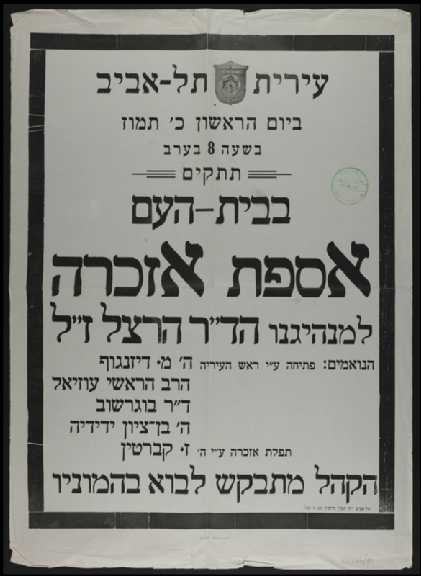 עירית תל-אביב
ביום הראשון כ׳ תמוז
בשעה 8 בערב
תתקים
בבית-העם
אספת אזכרה
למנהיגנו הד״ר הרצל ז״ל
הנואמים: פתיחה ע״י ראש העיריה ה׳ מ. דיזנגוף
הרב הראשי עוזיאל
ד״ר בוגרשוב
ה׳ בן-ציון ידידיה
תפלת אזכרה ע״י ה׳ ז. קברטין
הקהל מתבקש לבוא בהמוניו